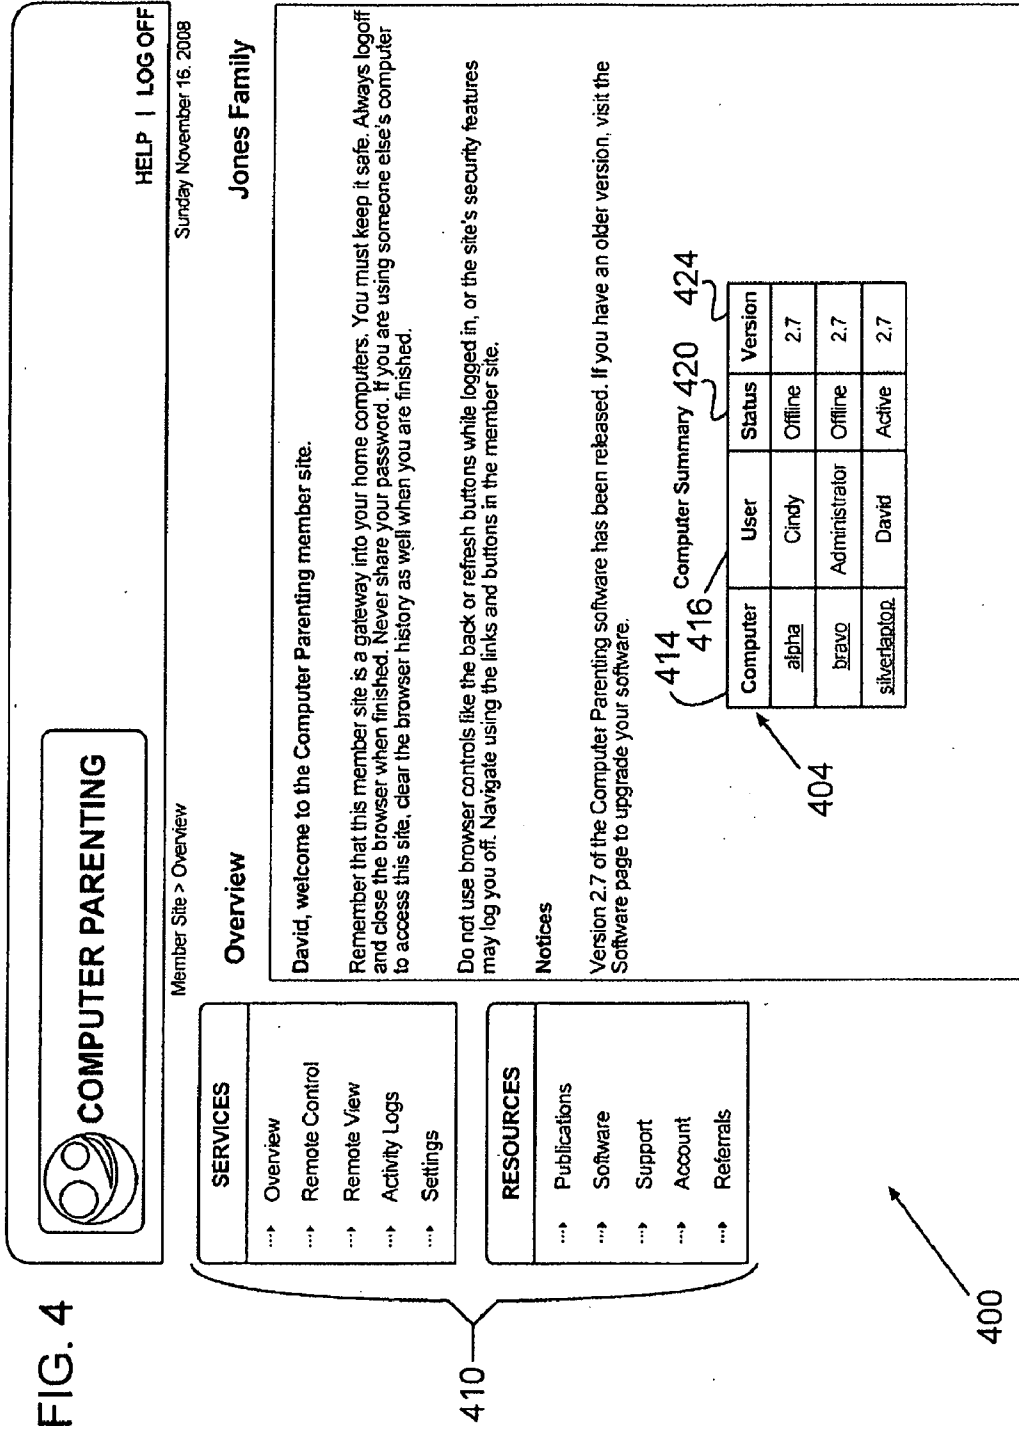 FIG. 4
COMPUTER PARENTING
HELP | LOG OFF
Member Site > Overview
Sunday November 16, 2008
SERVICES
Overview
Remote Control
Remote View
Activity Logs
Settings
RESOURCES
Publications
Software
Support
Account
Referrals
410
400
Overview
Jones Family
David, welcome to the Computer Parenting member site.
Remember that this member site is a gateway into your home computers. You must keep it safe. Always logoff
and close the browser when finished. Never share your password. If you are using someone else's computer
to access this site, clear the browser history as well when you are finished.
Do not use browser controls like the back or refresh buttons while logged in, or the site's security features
may log you off. Navigate using the links and buttons in the member site.
Notices
Version 2.7 of the Computer Parenting software has been released. If you have an older version, visit the
Software page to upgrade your software.
414
416
Computer Summary
420
424
404
Computer User Status Version
alpha Cindy Offline 2.7
bravo Administrator Offline 2.7
silverlaptop David Active 2.7